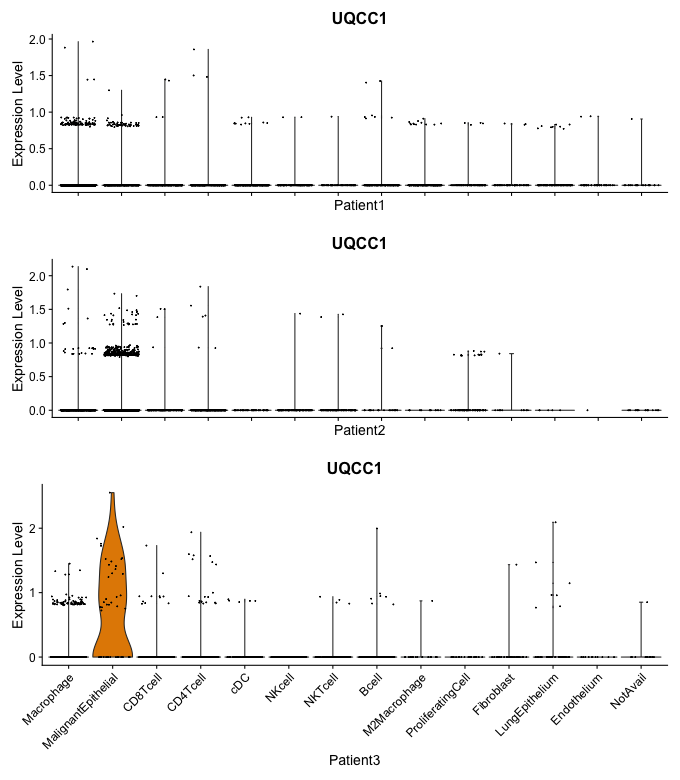 UQCC1
Expression Level
2.0
1.5
1.0
0.5
0.0
Patient1
UQCC1
Expression Level
2.0
1.5
1.0
0.5
0.0
Patient2
UQCC1
Expression Level
2
1
0
Macrophage
MalignantEpithelial
CD8Tcell
CD4Tcell
cDC
NKcell
NKTcell
Bcell
M2Macrophage
ProliferatingCell
Fibroblast
LungEpithelium
Endothelium
NotAvail
Patient3